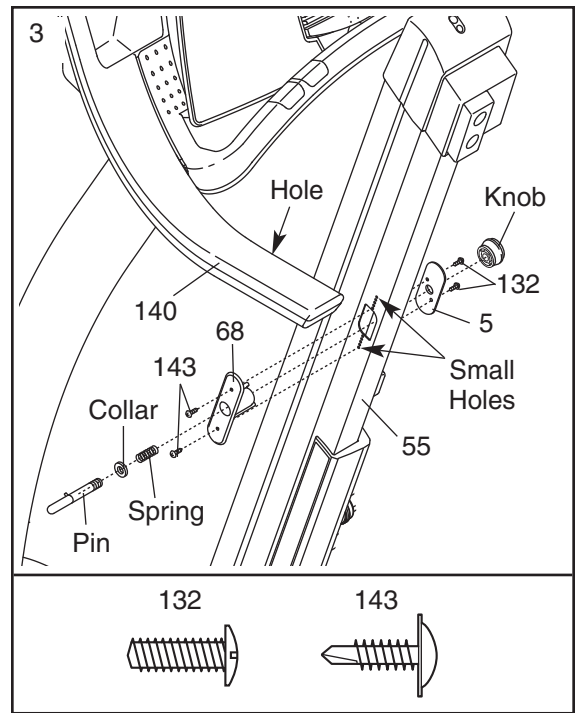 3
Hole
Knob
132
140
5
68
Small
Holes
143
Collar
55
Spring
Pin
132
143